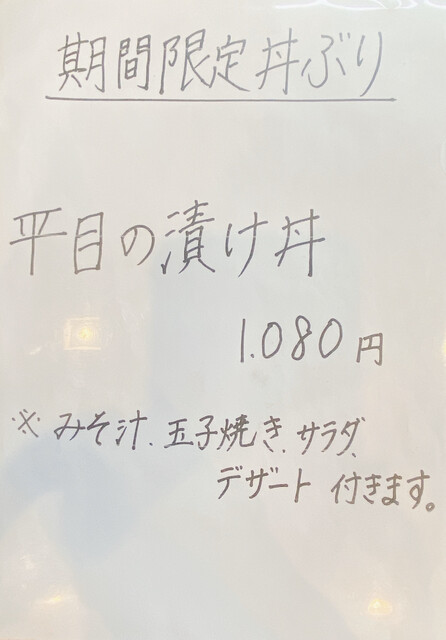 期間限定丼ぶり
平目の漬け丼
1.080円
※みそ汁、玉子焼き、サラダ、
デザート 付きます。